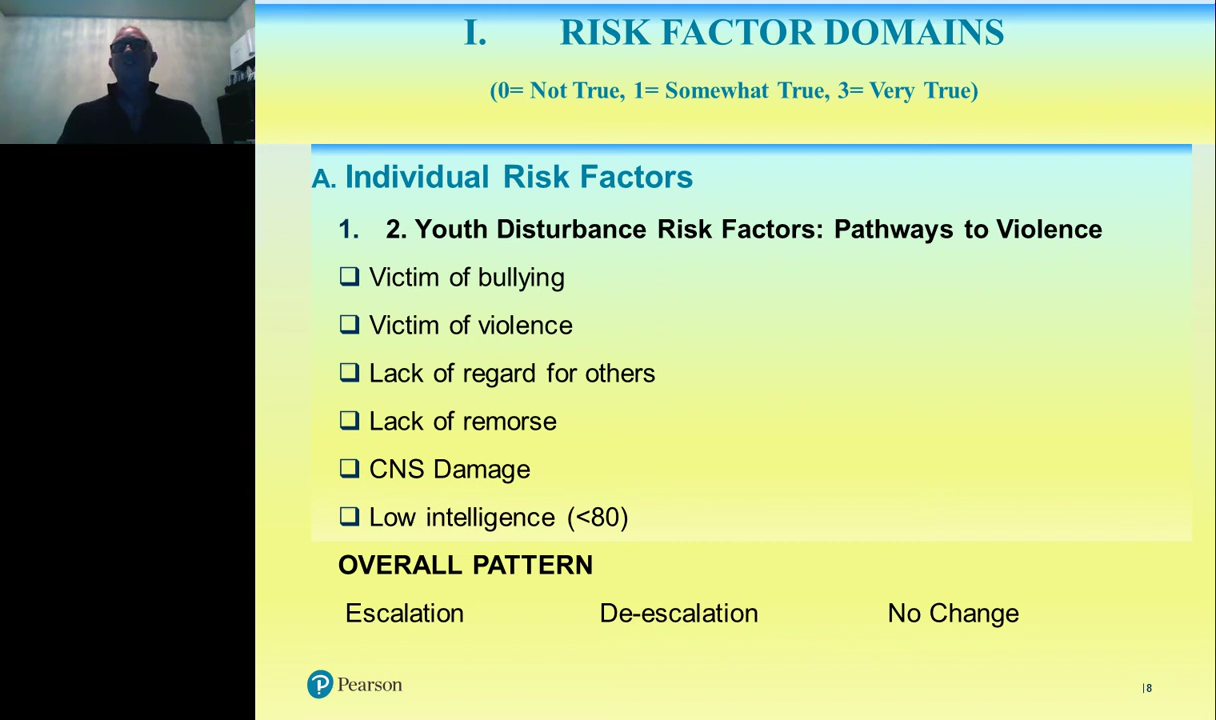 I. RISK FACTOR DOMAINS
(0= Not True, 1= Somewhat True, 3= Very True)
A. Individual Risk Factors
1. 2. Youth Disturbance Risk Factors: Pathways to Violence
❑ Victim of bullying
❑ Victim of violence
❑ Lack of regard for others
❑ Lack of remorse
❑ CNS Damage
❑ Low intelligence (<80)
OVERALL PATTERN
Escalation De-escalation No Change
Pearson
|8